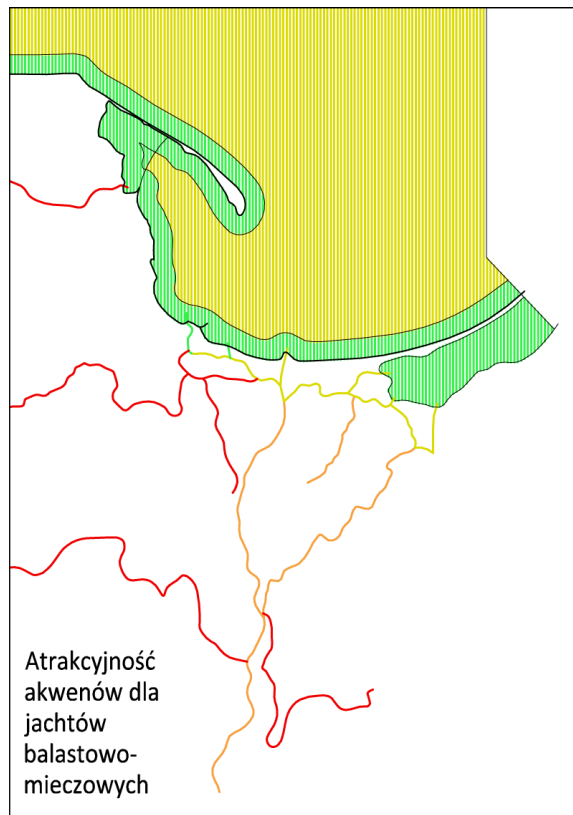 Atrakcyjność
akwenów dla
jachtów
balastowo-
mieczowych